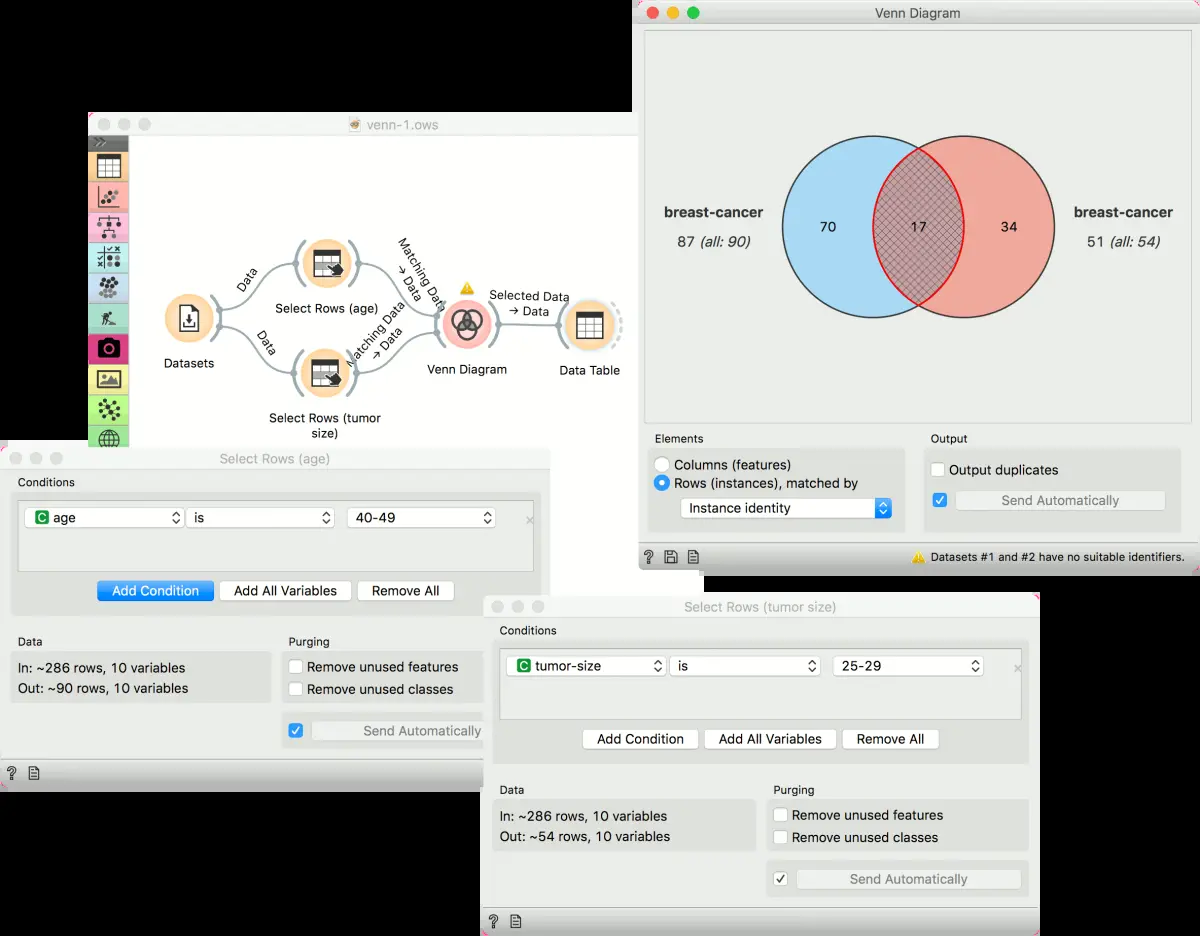 Venn Diagram
breast-cancer
87 (all: 90)
70
17
34
breast-cancer
51 (all: 54)
Elements
Columns (features)
Rows (instances), matched by
Instance identity
Output
Output duplicates
Send Automatically
?
Datasets #1 and #2 have no suitable identifiers.
venn-1.ows
Datasets
Data
Data
Select Rows (age)
Select Rows (tumor
size)
Matching Data
→ Data
Matching Data
→ Data
Venn Diagram
Selected Data
→ Data
Data Table
Select Rows (age)
Conditions
C age
is
40-49
×
Add Condition
Add All Variables
Remove All
Data
In: ~286 rows, 10 variables
Out: ~90 rows, 10 variables
Purging
Remove unused features
Remove unused classes
Send Automatically
?
Select Rows (tumor size)
Conditions
C tumor-size
is
25-29
×
Add Condition
Add All Variables
Remove All
Data
In: ~286 rows, 10 variables
Out: ~54 rows, 10 variables
Purging
Remove unused features
Remove unused classes
Send Automatically
?